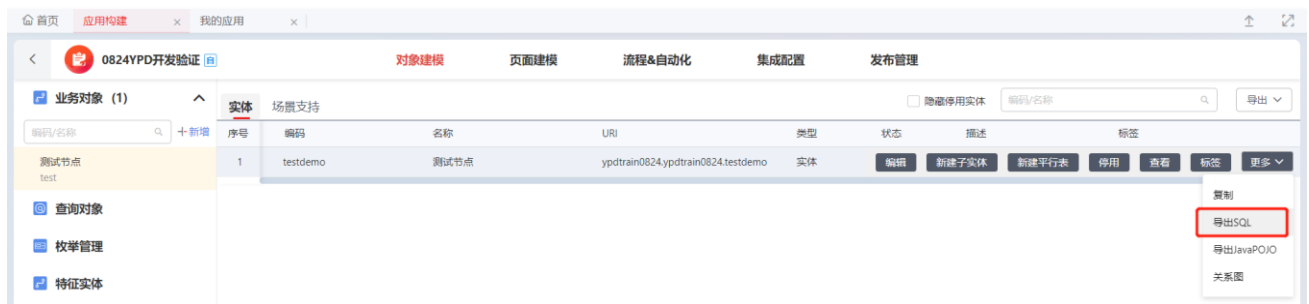 首页 应用构建 × 我的应用 ×
0824YPD开发验证 自 对象建模 页面建模 流程&自动化 集成配置 发布管理
业务对象 (1) 实体 场景支持 隐藏停用实体 编码/名称 导出
编码/名称 +新增 序号 编码 名称 URI 类型 状态 描述 标签
测试节点 1 testdemo 测试节点 ypdtrain0824.ypdtrain0824.testdemo 实体 编辑 新建子实体 新建平行表 停用 查看 标签 更多
test
复制
查询对象 导出SQL
枚举管理 导出JavaPOJO
特征实体 关系图